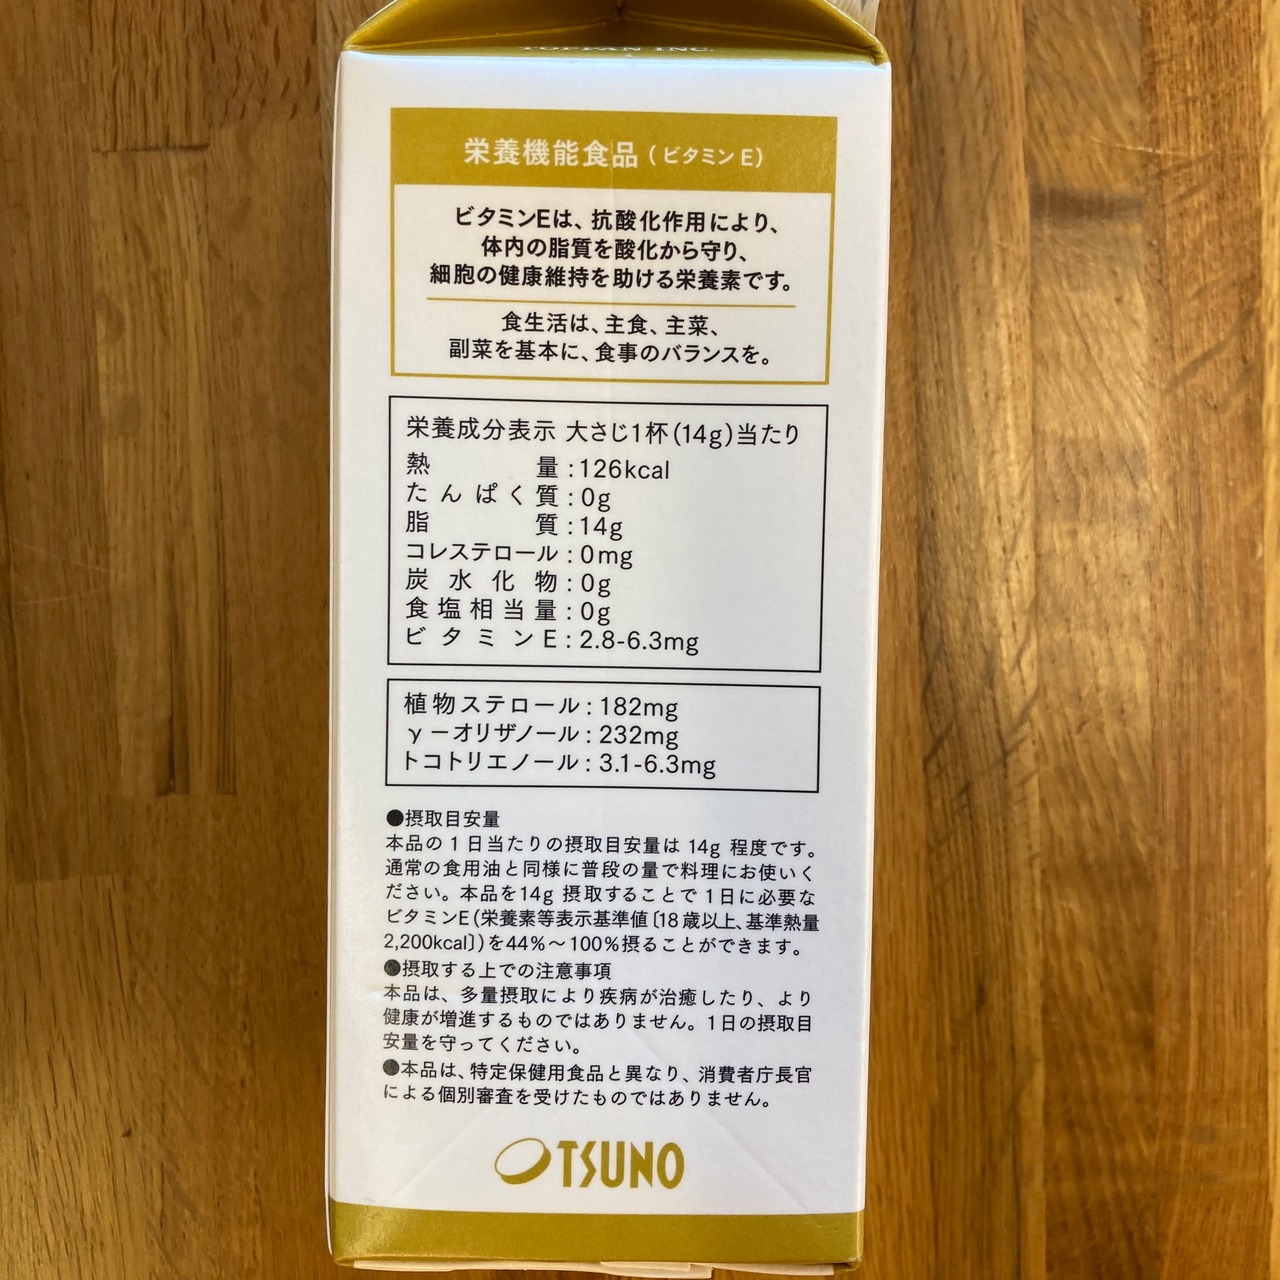 TOPPAN INC.
栄養機能食品(ビタミンE)
ビタミンEは、抗酸化作用により、
体内の脂質を酸化から守り、
細胞の健康維持を助ける栄養素です。
食生活は、主食、主菜、
副菜を基本に、食事のバランスを。
栄養成分表示 大さじ1杯(14g)当たり
熱量:126kcal
たんぱく質:0g
脂質:14g
コレステロール:0mg
炭水化物:0g
食塩相当量:0g
ビタミンE:2.8-6.3mg
植物ステロール:182mg
γ-オリザノール:232mg
トコトリエノール:3.1-6.3mg
●摂取目安量
本品の1日当たりの摂取目安量は14g 程度です。
通常の食用油と同様に普段の量で料理にお使いく
ださい。本品を14g 摂取することで1日に必要な
ビタミンE(栄養素等表示基準値〔18歳以上、基準熱量
2,200kcal〕)を44%～100%摂ることができます。
●摂取する上での注意事項
本品は、多量摂取により疾病が治癒したり、より
健康が増進するものではありません。1日の摂取目
安量を守ってください。
●本品は、特定保健用食品と異なり、消費者庁長官
による個別審査を受けたものではありません。
TSUNO